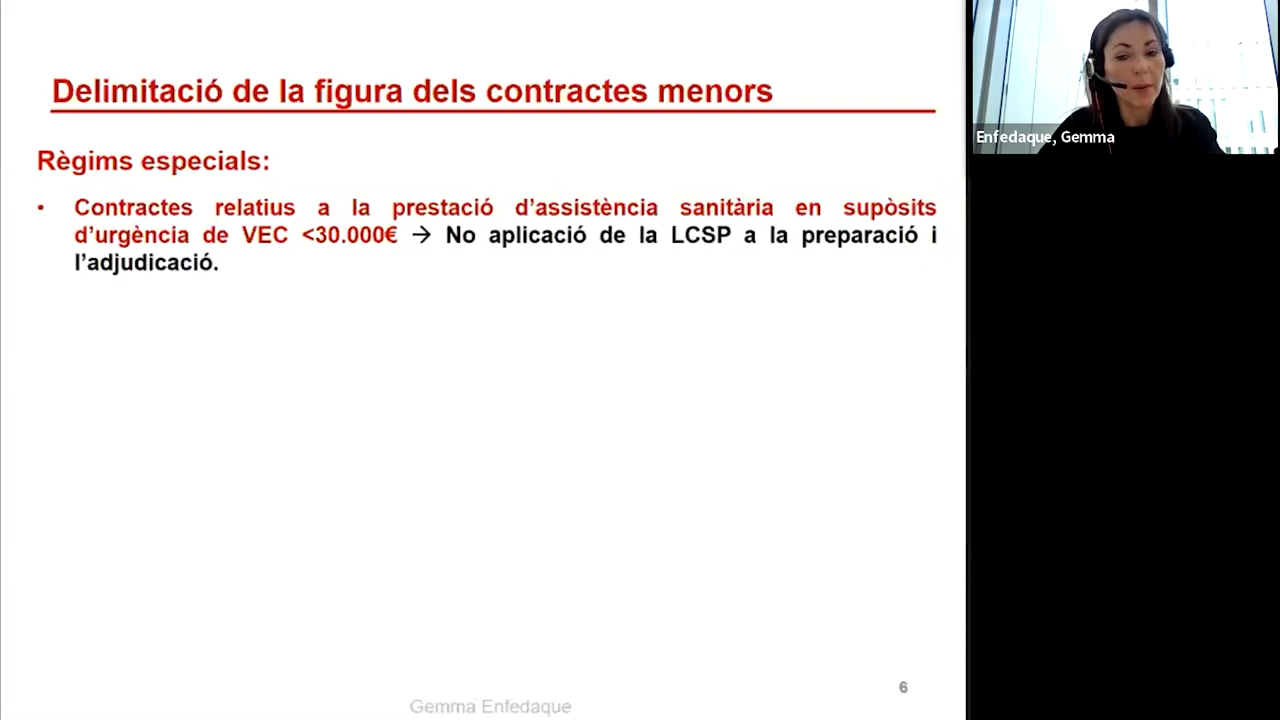 Delimitació de la figura dels contractes menors
Enfedaque, Gemma
Règims especials:
• Contractes relatius a la prestació d'assistència sanitària en supòsits
d'urgència de VEC <30.000€ → No aplicació de la LCSP a la preparació i
l'adjudicació.
6
Gemma Enfedaque